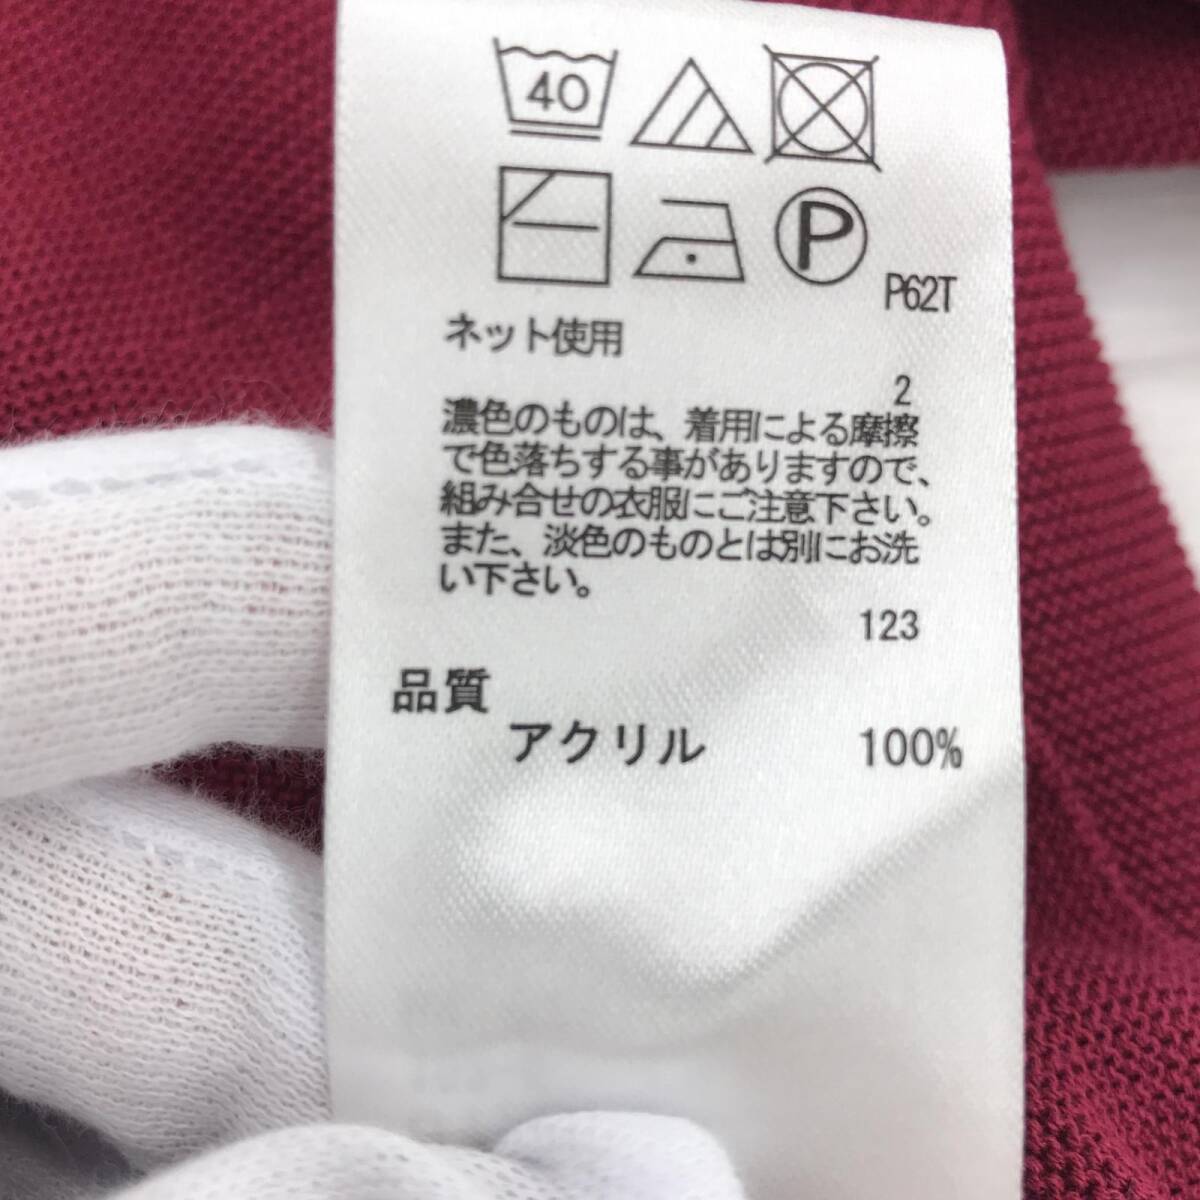 40
P
P62T
ネット使用
2
濃色のものは、着用による摩擦
で色落ちする事がありますので、
組み合せの衣服にご注意下さい。
また、淡色のものとは別にお洗
い下さい。
123
品質
アクリル 100%